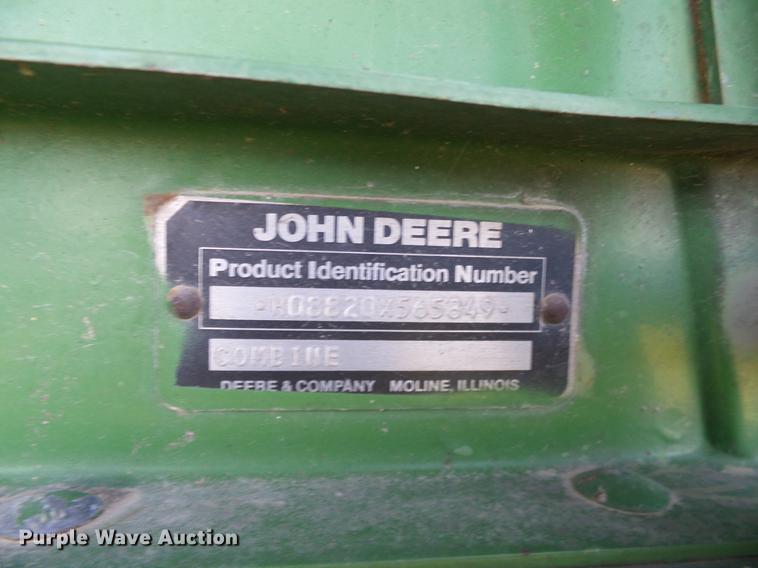 JOHN DEERE
Product Identification Number
*H08820X565849*
COMBINE
DEERE & COMPANY MOLINE, ILLINOIS
Purple Wave Auction